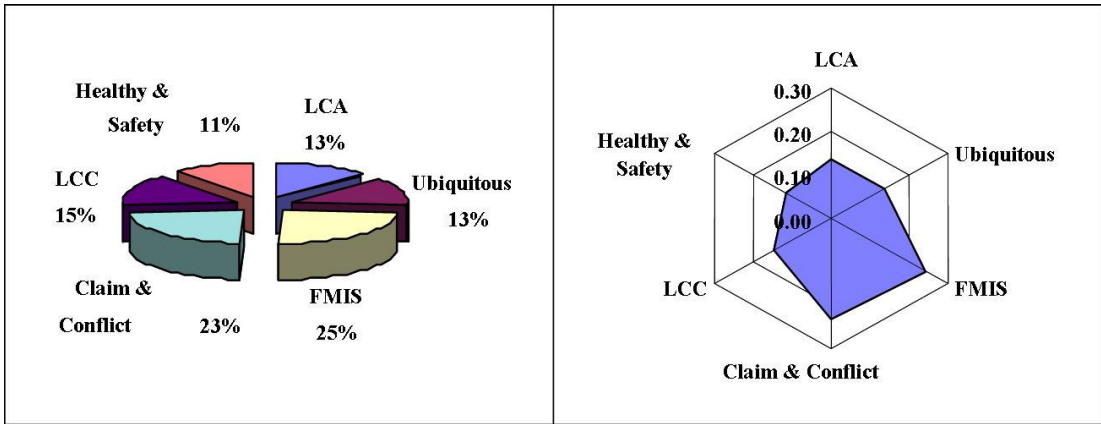 Healthy &
Safety 11%
LCA
13%
LCC
15%
Ubiquitous
13%
Claim &
Conflict 23%
FMIS
25%
LCA
0.30
0.20
0.10
0.00
Healthy &
Safety
Ubiquitous
LCC
FMIS
Claim & Conflict